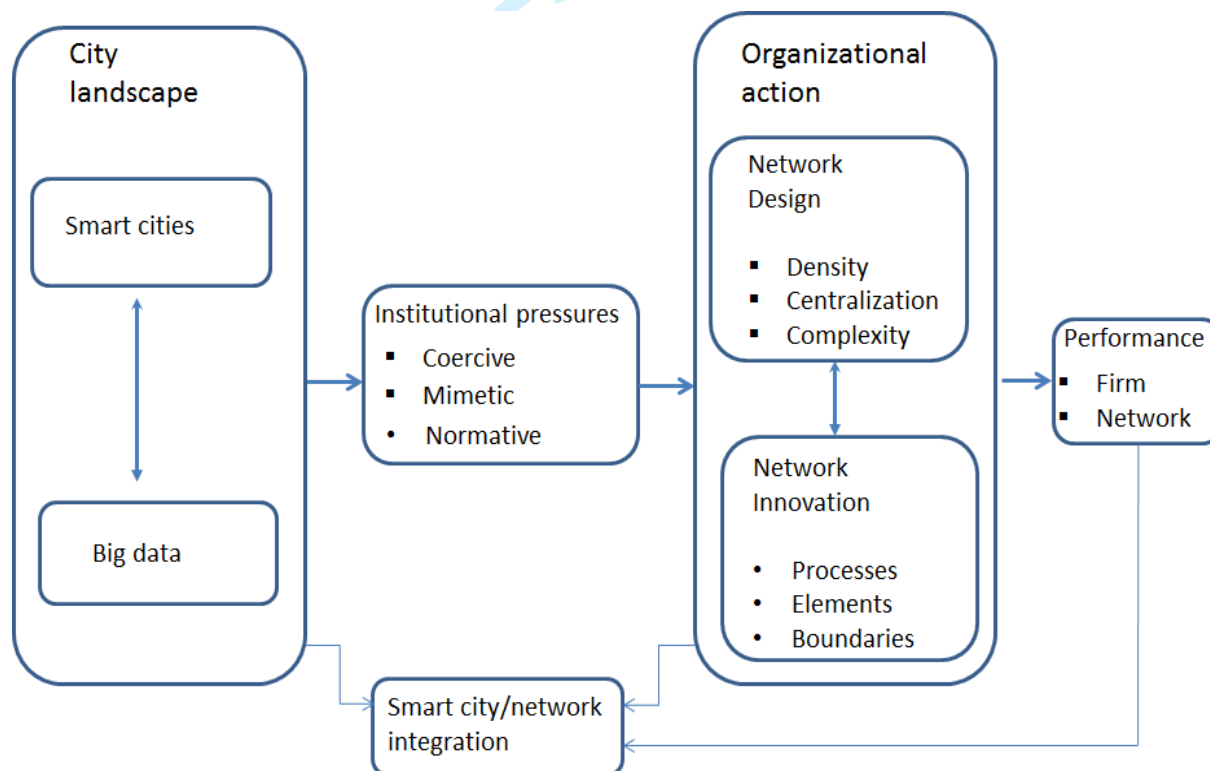 City
landscape
Smart cities
Big data
Institutional pressures
▪ Coercive
▪ Mimetic
• Normative
Organizational
action
Network
Design
▪ Density
▪ Centralization
▪ Complexity
Network
Innovation
• Processes
• Elements
• Boundaries
Performance
▪ Firm
▪ Network
Smart city/network
integration